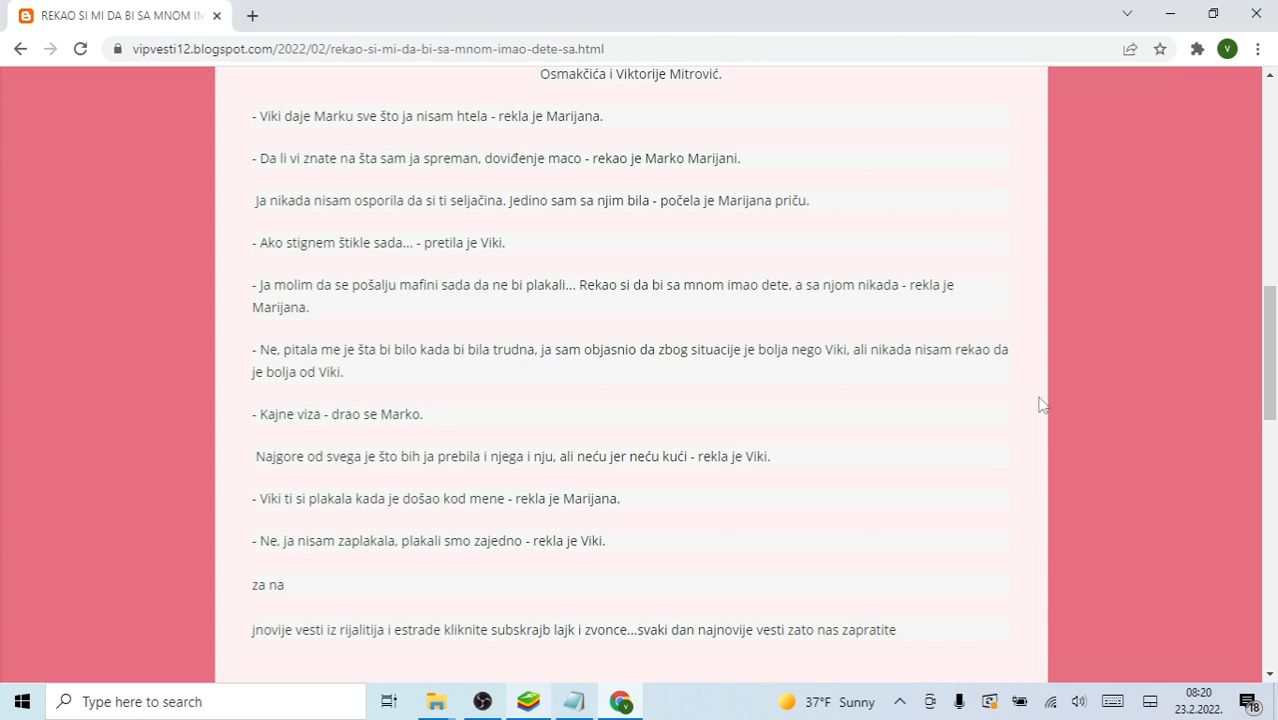 REKAO SI MI DA BI SA MNOM IM
vipvesti12.blogspot.com/2022/02/rekao-si-mi-da-bi-sa-mnom-imao-dete-sa.html
V
Osmakčića i Viktorije Mitrović.
- Viki daje Marku sve što ja nisam htela - rekla je Marijana.
- Da li vi znate na šta sam ja spreman, doviđenje maco - rekao je Marko Marijani.
Ja nikada nisam osporila da si ti seljačina. Jedino sam sa njim bila - počela je Marijana priču.
- Ako stignem štikle sada... - pretila je Viki.
- Ja molim da se pošalju mafini sada da ne bi plakali... Rekao si da bi sa mnom imao dete, a sa njom nikada - rekla je
Marijana.
- Ne, pitala me je šta bi bilo kada bi bila trudna, ja sam objasnio da zbog situacije je bolja nego Viki, ali nikada nisam rekao da
je bolja od Viki.
- Kajne viza - drao se Marko.
Najgore od svega je što bih ja prebila i njega i nju, ali neću jer neću kući - rekla je Viki.
- Viki ti si plakala kada je došao kod mene - rekla je Marijana.
- Ne, ja nisam zaplakala, plakali smo zajedno - rekla je Viki.
za na
jnovije vesti iz rijalitija i estrade kliknite subskrajb lajk i zvonce...svaki dan najnovije vesti zato nas zapratite
Type here to search
37°F Sunny
08:20
23.2.2022.
18